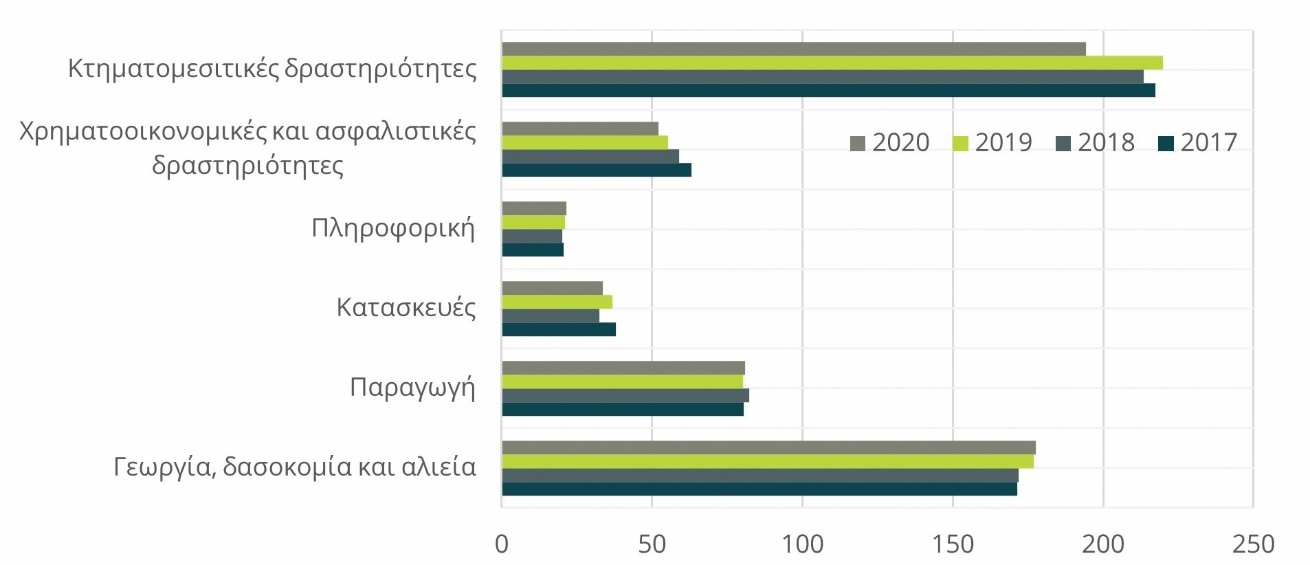 Κτηματομεσιτικές δραστηριότητες
Χρηματοοικονομικές και ασφαλιστικές
δραστηριότητες
2020 2019 2018 2017
Πληροφορική
Κατασκευές
Παραγωγή
Γεωργία, δασοκομία και αλιεία
0 50 100 150 200 250